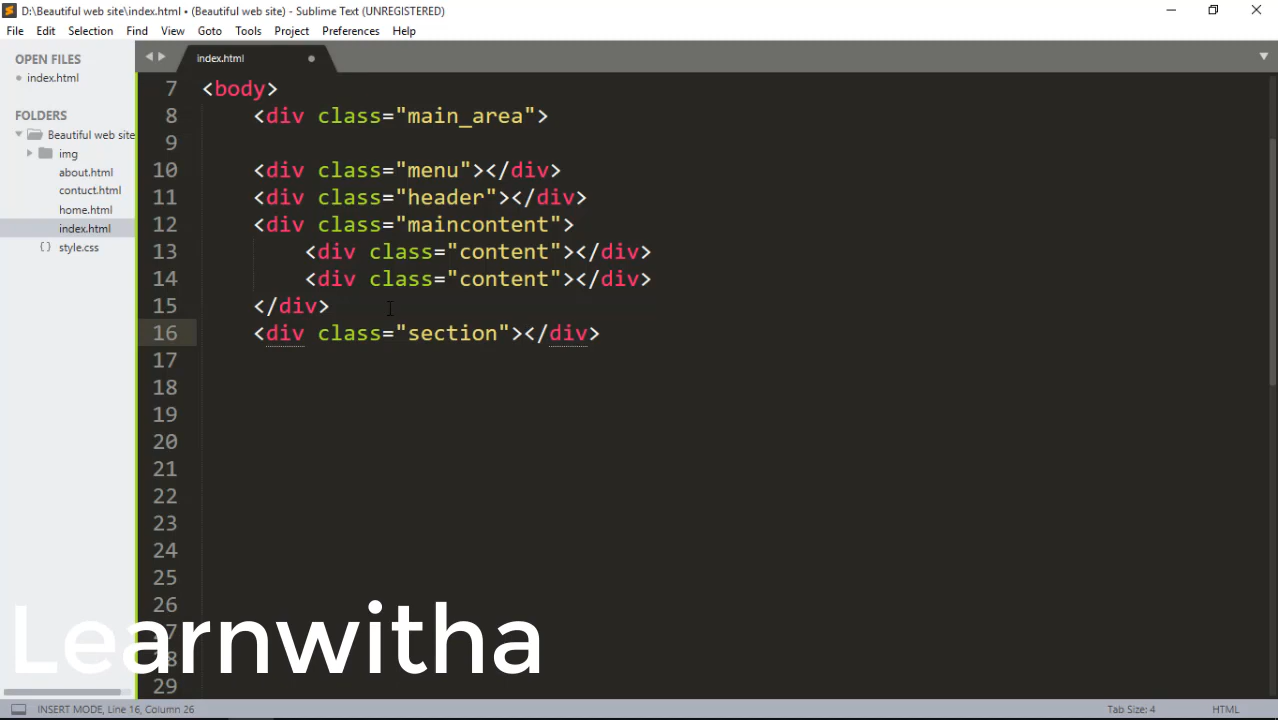 D:\Beautiful web site\index.html • (Beautiful web site) - Sublime Text (UNREGISTERED)
File Edit Selection Find View Goto Tools Project Preferences Help
OPEN FILES
index.html
FOLDERS
Beautiful web site
img
about.html
contuct.html
home.html
index.html
{} style.css
index.html
7 <body>
8 <div class="main_area">
9
10 <div class="menu"></div>
11 <div class="header"></div>
12 <div class="maincontent">
13 <div class="content"></div>
14 <div class="content"></div>
15 </div>
16 <div class="section"></div>
17
18
19
20
21
22
23
24
25
26
27
28
29
Learnwitha
INSERT MODE, Line 16, Column 26
Tab Size: 4
HTML